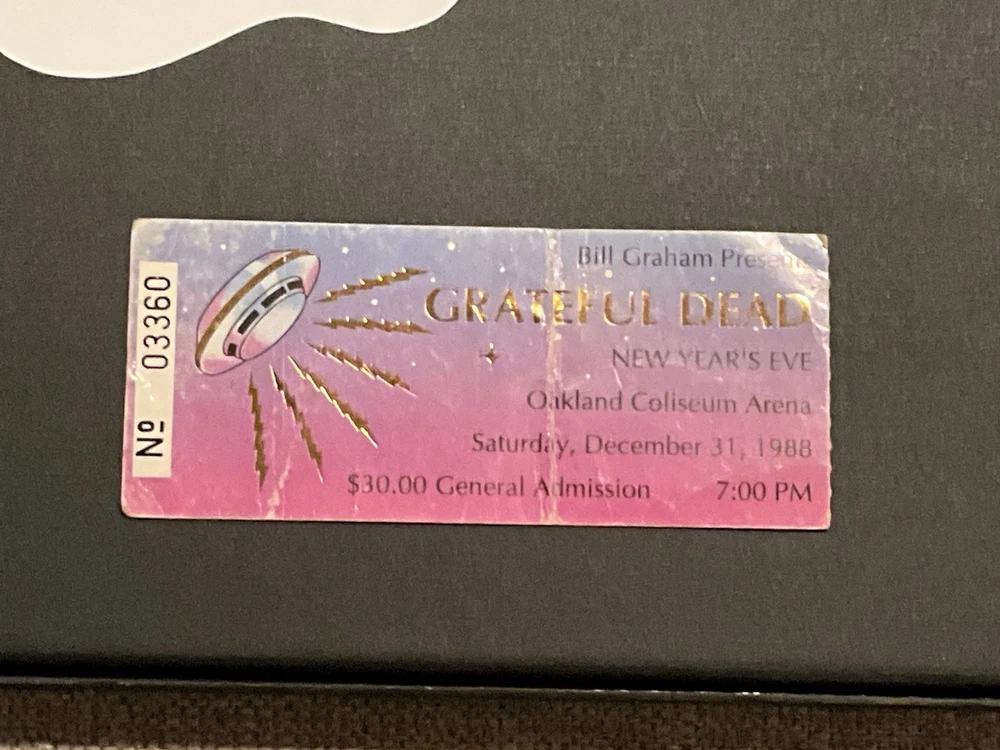 Nº 03360
Bill Graham Presents
GRATEFUL DEAD
NEW YEAR'S EVE
Oakland Coliseum Arena
Saturday, December 31, 1988
$30.00 General Admission 7:00 PM